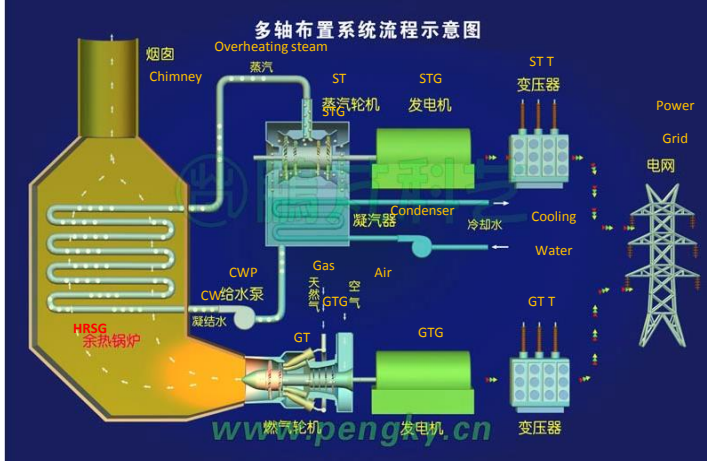 多轴布置系统流程示意图
烟囱
Chimney
Overheating steam
蒸汽
ST
蒸汽轮机
STG
STG
发电机
ST T
变压器
Power
Grid
电网
Condenser
凝汽器
冷却水
Cooling
Water
CWP
给水泵
CW
凝结水
HRSG
余热锅炉
Gas
天然气
Air
空气
GTG
GT
燃气轮机
GTG
发电机
GT T
变压器
www.pengky.cn